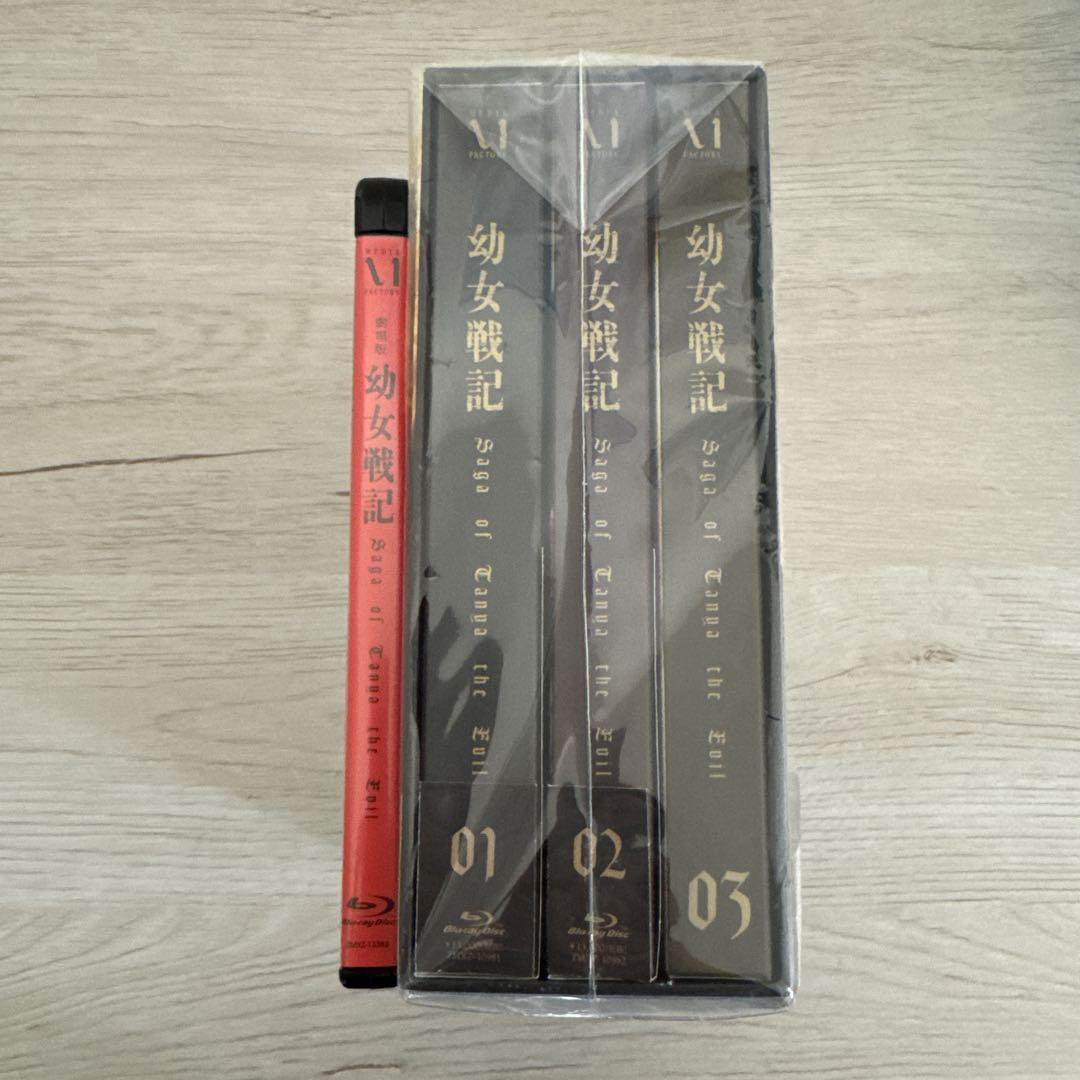 MEDIA
FACTORY
劇場版
幼女戦記
Saga of Tanya the Evil
Blu-ray Disc
MEDIA
FACTORY
幼女戦記
Saga of Tanya the Evil
01
Blu-ray Disc
MEDIA
FACTORY
幼女戦記
Saga of Tanya the Evil
02
Blu-ray Disc
MEDIA
FACTORY
幼女戦記
Saga of Tanya the Evil
03